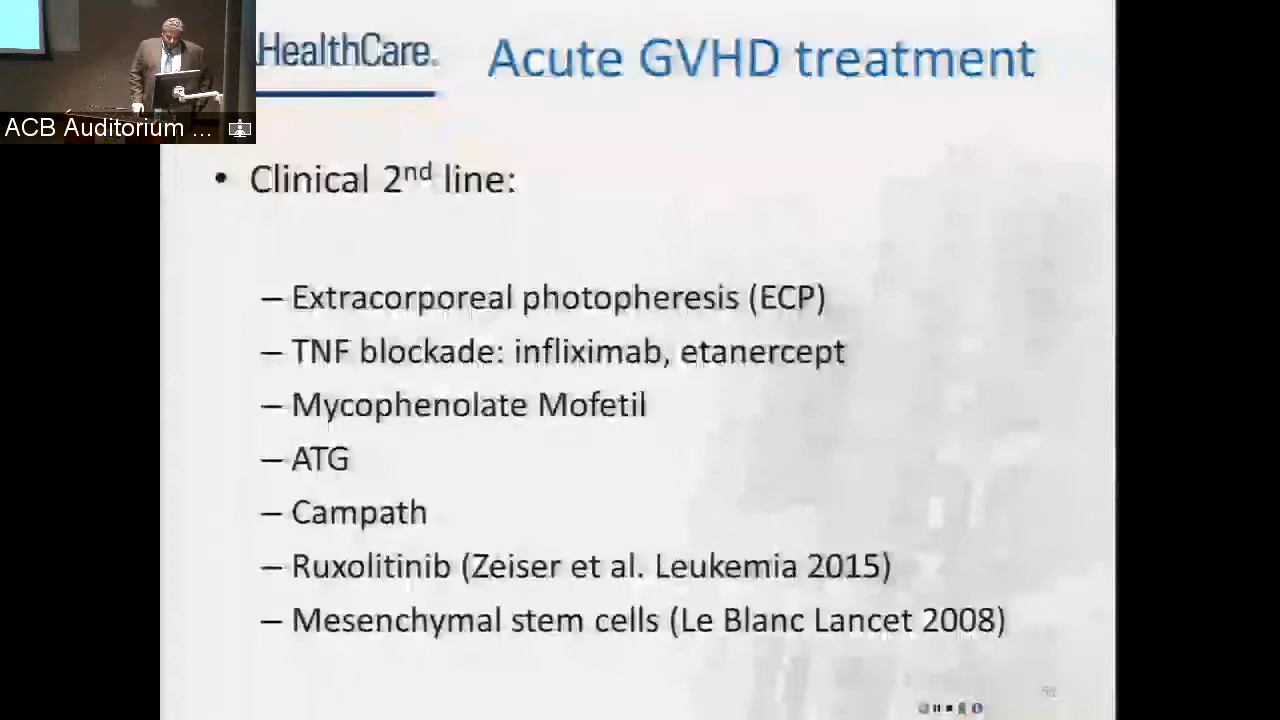 HealthCare.
Acute GVHD treatment
ACB Auditorium ...
• Clinical 2nd line:
– Extracorporeal photopheresis (ECP)
– TNF blockade: infliximab, etanercept
– Mycophenolate Mofetil
– ATG
– Campath
– Ruxolitinib (Zeiser et al. Leukemia 2015)
– Mesenchymal stem cells (Le Blanc Lancet 2008)